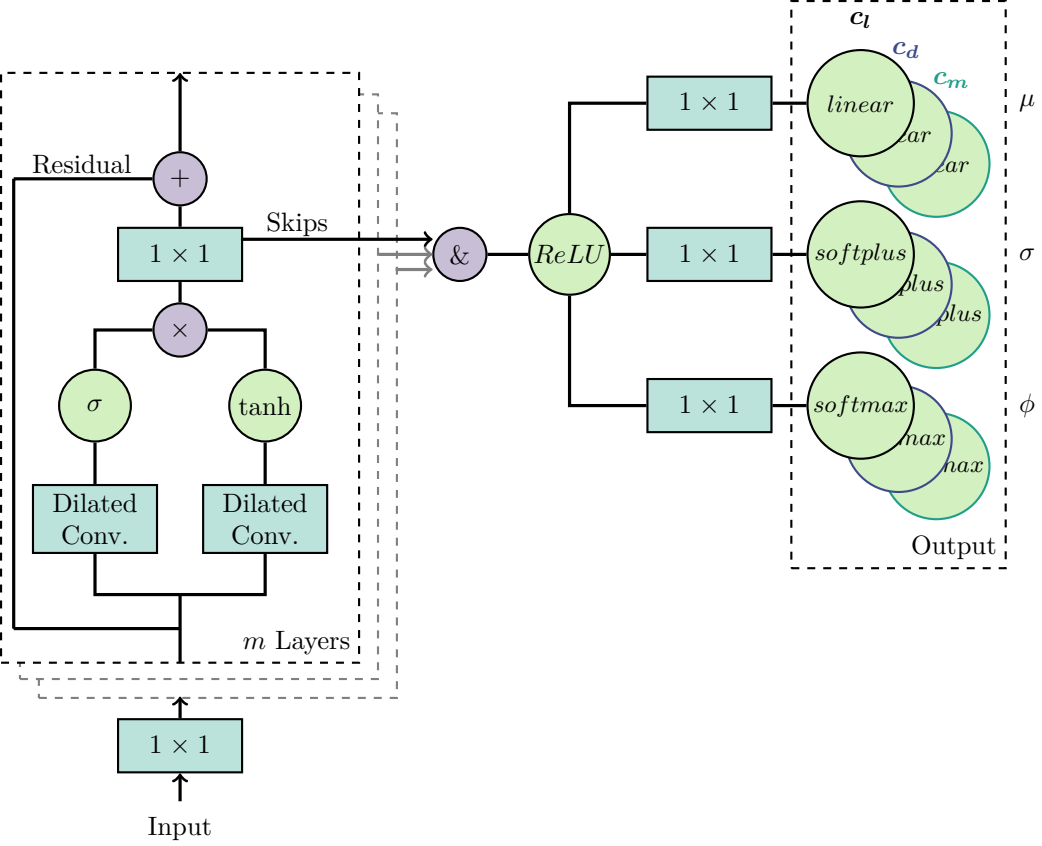 c_l
c_d
c_m
1 × 1
linear
ear
ear
μ
Residual
+
Skips
1 × 1
&
ReLU
1 × 1
softplus
plus
plus
σ
×
σ
tanh
1 × 1
softmax
max
max
ϕ
Dilated
Conv.
Dilated
Conv.
Output
m Layers
1 × 1
Input